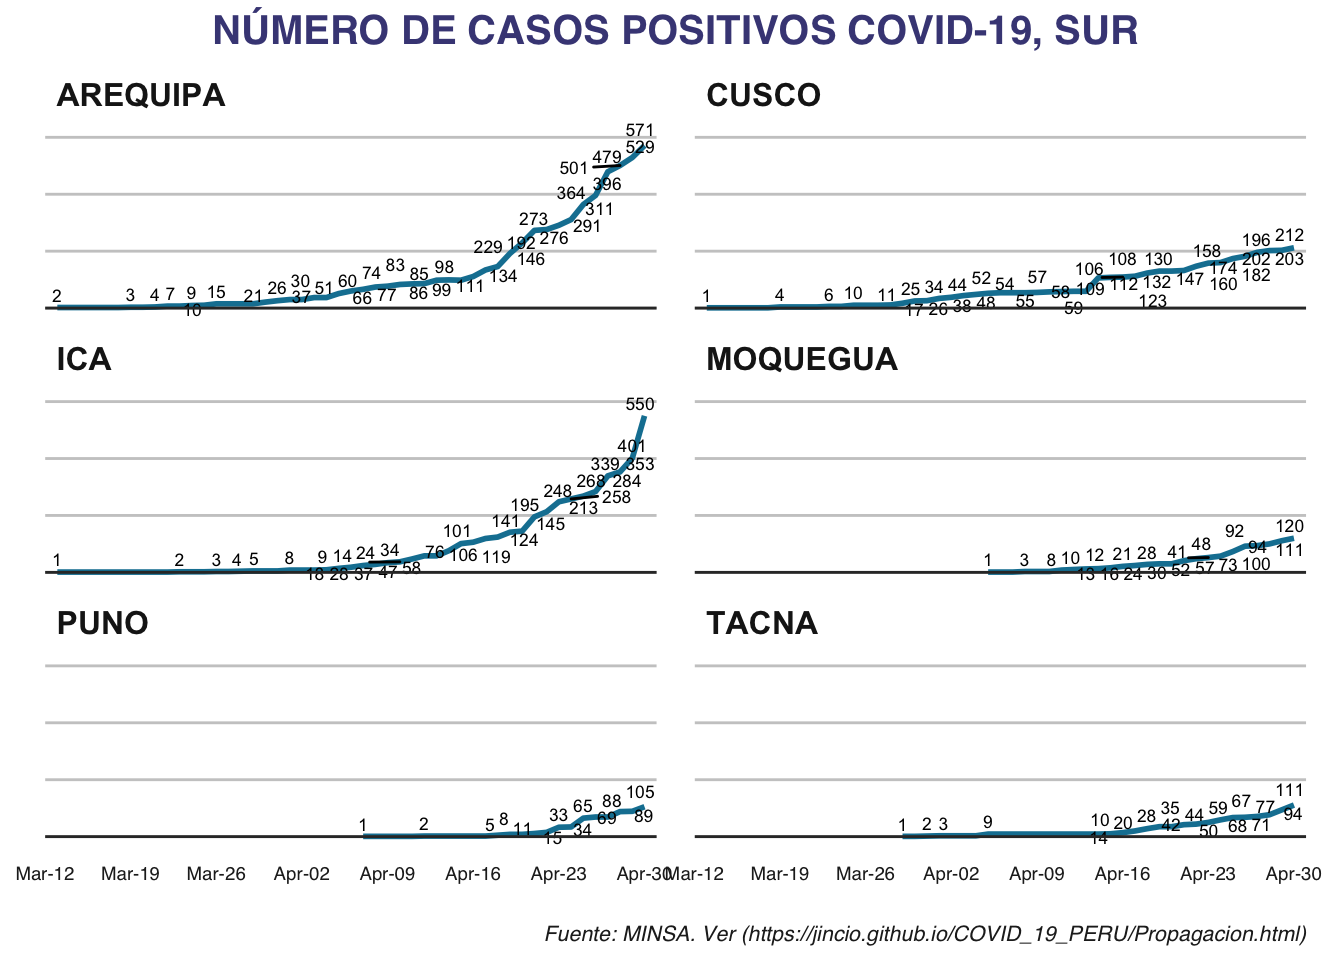 NÚMERO DE CASOS POSITIVOS COVID-19, SUR
AREQUIPA
2 3 4 7 9 10 15 21 26 30 37 51 60 66 74 77 83 86 85 99 98 111 134 229 146 192 273 276 291 364 311 396 501 479 529 571
CUSCO
1 4 6 10 11 17 25 26 34 38 44 48 52 54 55 57 58 59 109 106 112 108 123 132 130 147 160 158 174 182 196 202 203 212
ICA
1 2 3 4 5 8 18 9 28 14 37 24 47 34 58 76 101 106 119 141 124 195 145 248 213 268 258 339 284 353 401 550
MOQUEGUA
1 3 8 10 13 12 16 21 24 28 30 41 52 48 57 73 92 94 100 111 120
PUNO
1 2 5 8 11 15 33 34 65 69 88 89 105
TACNA
1 2 3 9 14 10 20 28 35 42 44 50 59 68 67 71 77 94 111
Mar-12 Mar-19 Mar-26 Apr-02 Apr-09 Apr-16 Apr-23 Apr-30 Mar-12 Mar-19 Mar-26 Apr-02 Apr-09 Apr-16 Apr-23 Apr-30
Fuente: MINSA. Ver (https://jincio.github.io/COVID_19_PERU/Propagacion.html)